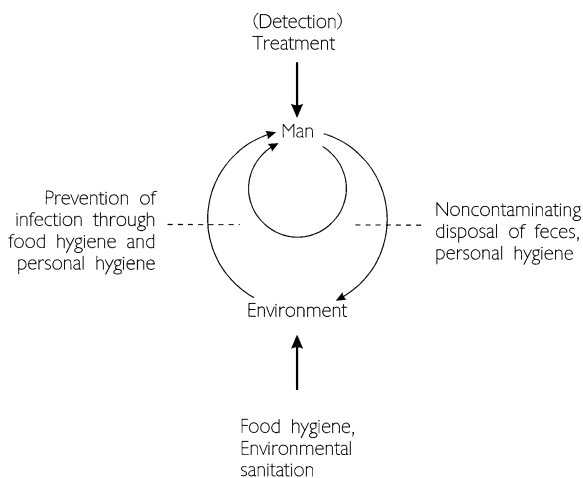 (Detection)
Treatment
Man
Prevention of
infection through
food hygiene and
personal hygiene
Noncontaminating
disposal of feces,
personal hygiene
Environment
Food hygiene,
Environmental
sanitation